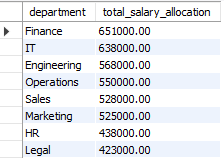 department total_salary_allocation
Finance 651000.00
IT 638000.00
Engineering 568000.00
Operations 550000.00
Sales 528000.00
Marketing 525000.00
HR 438000.00
Legal 423000.00